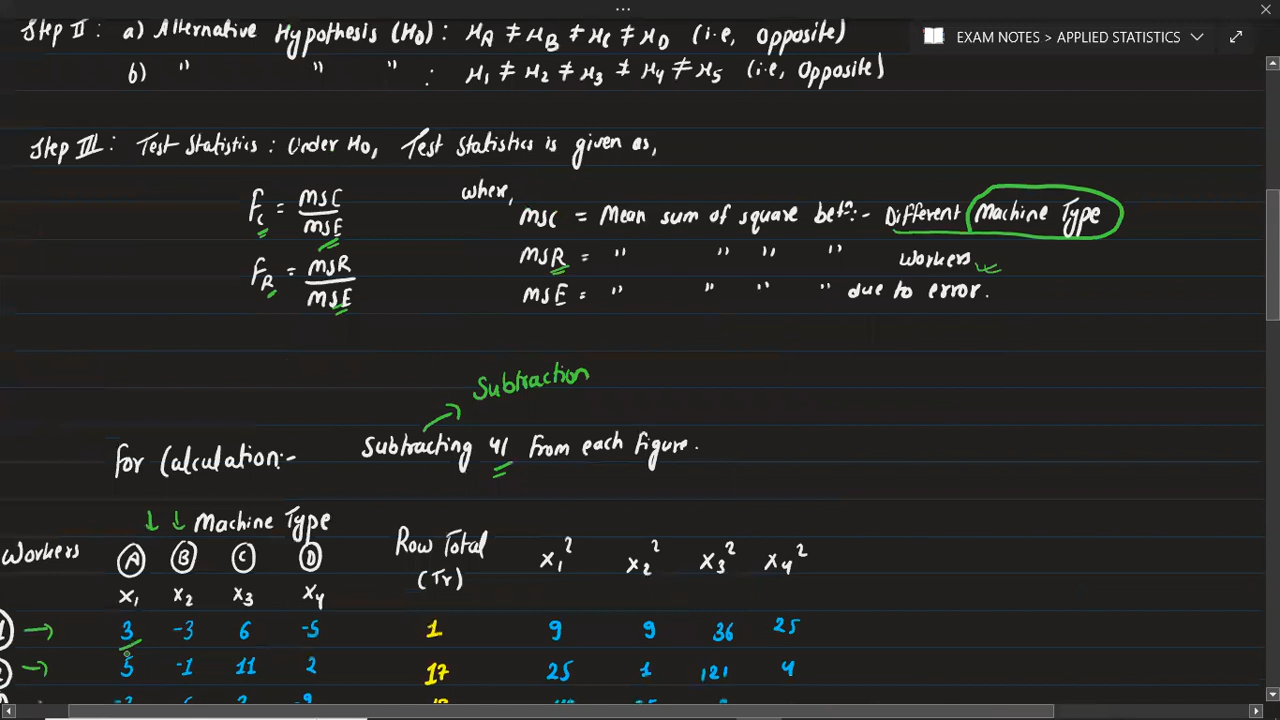 ...
EXAM NOTES > APPLIED STATISTICS
Step II: a) Alternative Hypothesis (H0): μA ≠ μB ≠ μC ≠ μD (i.e, opposite)
b) " " " : μ1 ≠ μ2 ≠ μ3 ≠ μ4 ≠ μ5 (i.e, opposite)
Step III: Test Statistics: Under H0, Test Statistics is given as,
Fc = MSC / MSE
FR = MSR / MSE
where,
MSC = Mean sum of square betn:- Different Machine Type
MSR = " " " " workers
MSE = " " " " due to error.
Subtraction
for Calculation:- Subtracting 41 from each figure.
Machine Type
Workers A B C D Row Total (Tr) x1² x2² x3² x4²
x1 x2 x3 x4
1 → 3 -3 6 -5 1 9 9 36 25
→ 5 -1 11 2 17 25 1 121 4